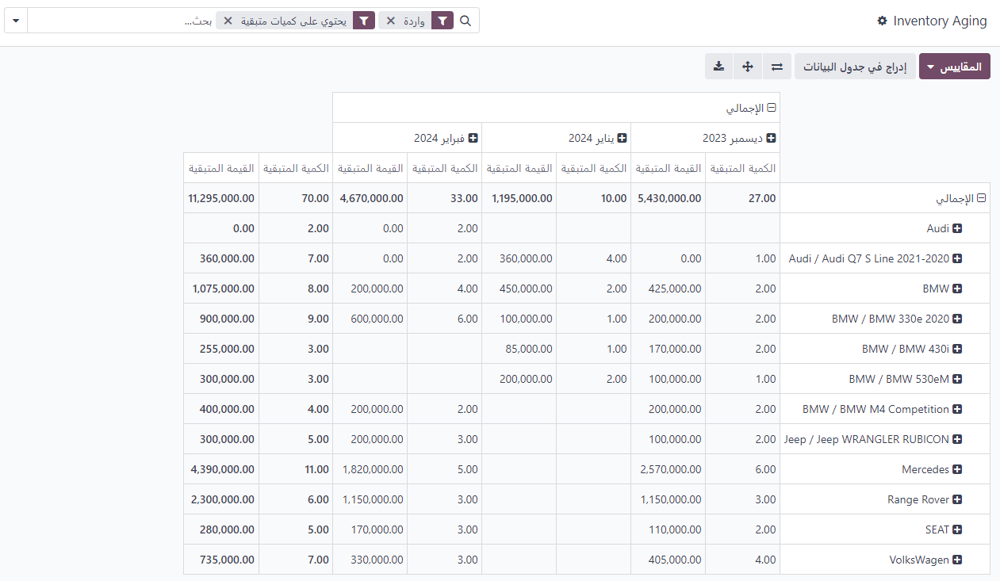 Inventory Aging
واردة
يحتوي على كميات متبقية
بحث...
المقاييس إدراج في جدول البيانات
الإجمالي
ديسمبر 2023 يناير 2024 فبراير 2024
الكمية المتبقية القيمة المتبقية الكمية المتبقية القيمة المتبقية الكمية المتبقية القيمة المتبقية الكمية المتبقية القيمة المتبقية
الإجمالي 27.00 5,430,000.00 10.00 1,195,000.00 33.00 4,670,000.00 70.00 11,295,000.00
Audi 2.00 0.00 2.00 0.00
Audi / Audi Q7 S Line 2021-2020 1.00 0.00 4.00 360,000.00 2.00 0.00 7.00 360,000.00
BMW 2.00 425,000.00 2.00 450,000.00 4.00 200,000.00 8.00 1,075,000.00
BMW / BMW 330e 2020 2.00 200,000.00 1.00 100,000.00 6.00 600,000.00 9.00 900,000.00
BMW / BMW 430i 2.00 170,000.00 1.00 85,000.00 3.00 255,000.00
BMW / BMW 530eM 1.00 100,000.00 2.00 200,000.00 3.00 300,000.00
BMW / BMW M4 Competition 2.00 200,000.00 2.00 200,000.00 4.00 400,000.00
Jeep / Jeep WRANGLER RUBICON 2.00 100,000.00 3.00 200,000.00 5.00 300,000.00
Mercedes 6.00 2,570,000.00 5.00 1,820,000.00 11.00 4,390,000.00
Range Rover 3.00 1,150,000.00 3.00 1,150,000.00 6.00 2,300,000.00
SEAT 2.00 110,000.00 3.00 170,000.00 5.00 280,000.00
VolksWagen 4.00 405,000.00 3.00 330,000.00 7.00 735,000.00